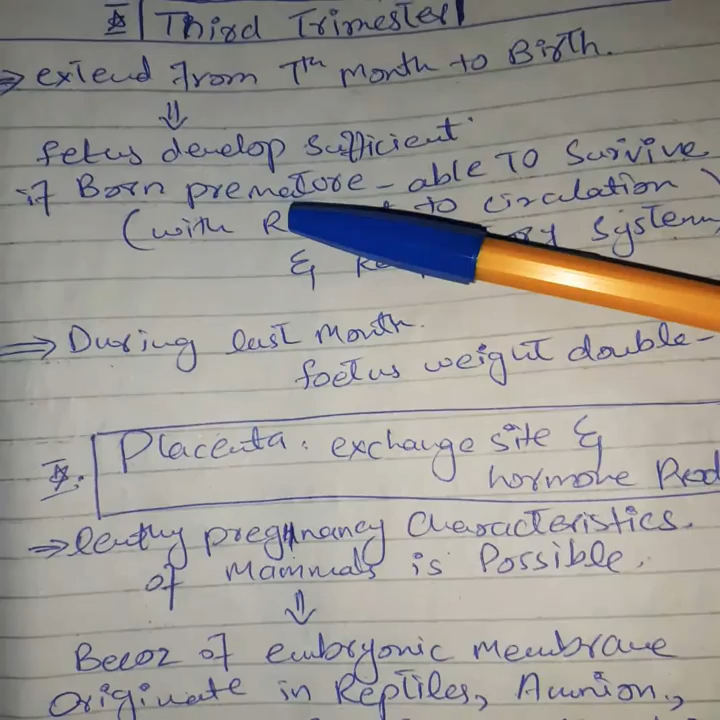 Third Trimester
⇒ extend from 7th month to Birth.
⇓
fetus develop sufficient
if Born premature - able To Survive
(with R to circulation
& system
⇒ During last month.
foetus weight double-
Placenta: exchange site &
hormone Prod
⇒ lenthy pregnancy Characteristics.
of Mammals is Possible.
⇓
Becoz of embryonic membrane
Originate in Reptiles, Amnion,